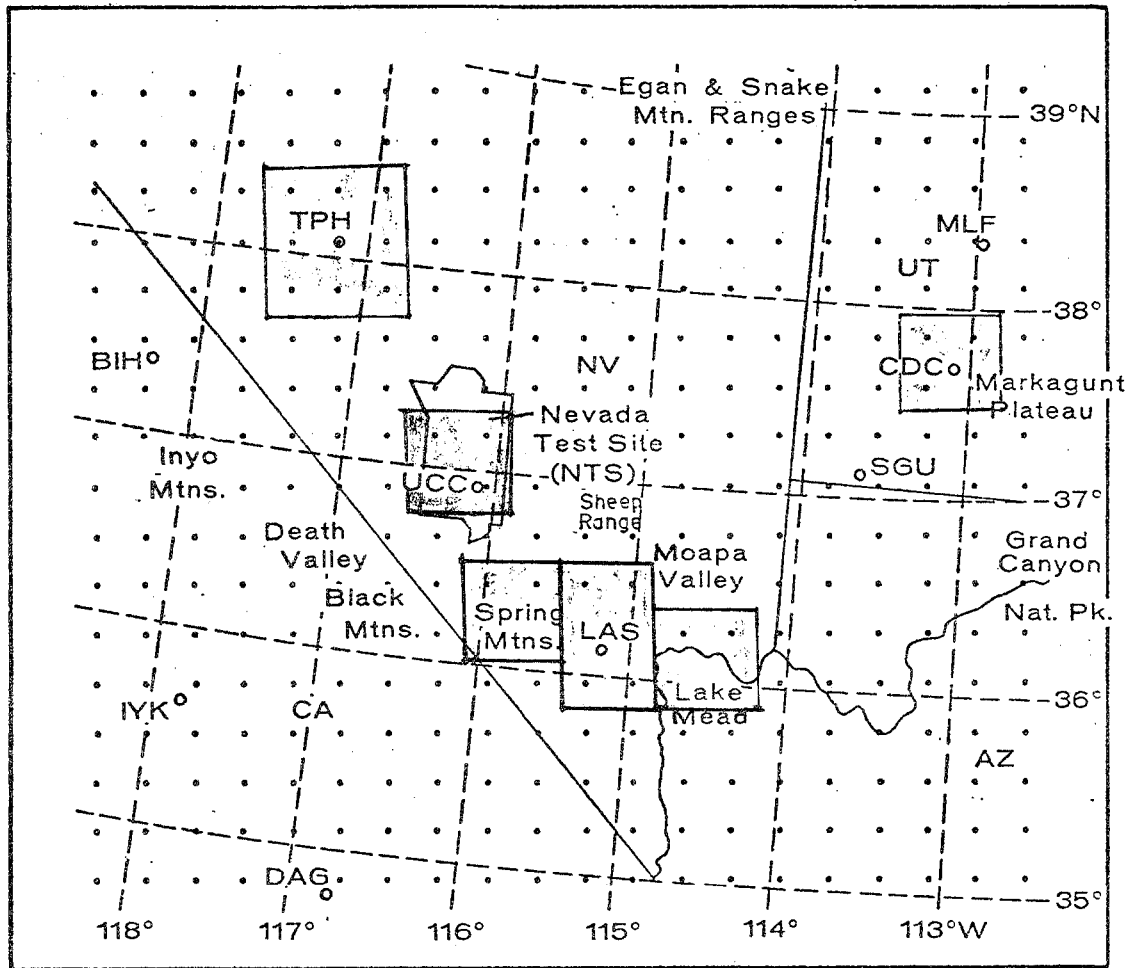 Egan & Snake
Mtn. Ranges
39°N
TPH
MLF
UT
38°
BIH
NV
CDC
Markagunt
Plateau
Nevada
Test Site
(NTS)
Inyo
Mtns.
UCC
SGU
37°
Sheep
Range
Death
Valley
Moapa
Valley
Grand
Canyon
Nat. Pk.
Black
Mtns.
Spring
Mtns.
LAS
IYK
CA
Lake
Mead
36°
AZ
DAG
35°
118°
117°
116°
115°
114°
113°W